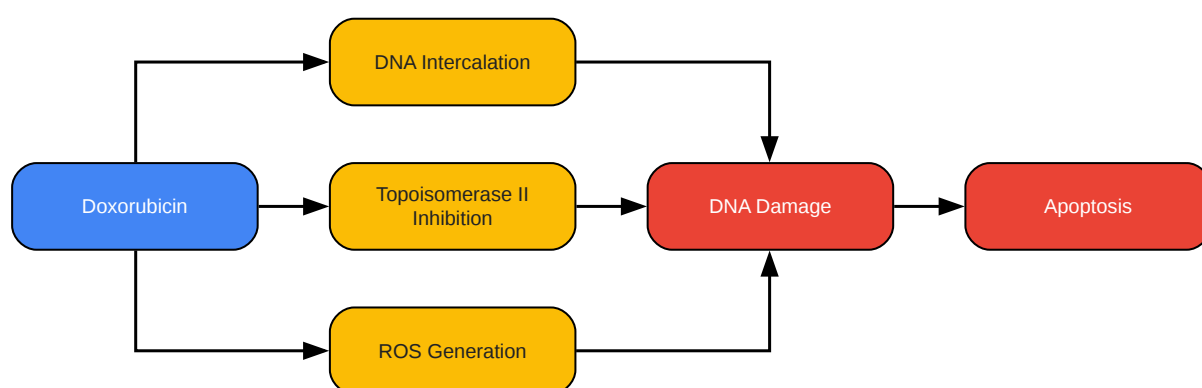 DNA Intercalation
Doxorubicin
Topoisomerase II
Inhibition
DNA Damage
Apoptosis
ROS Generation